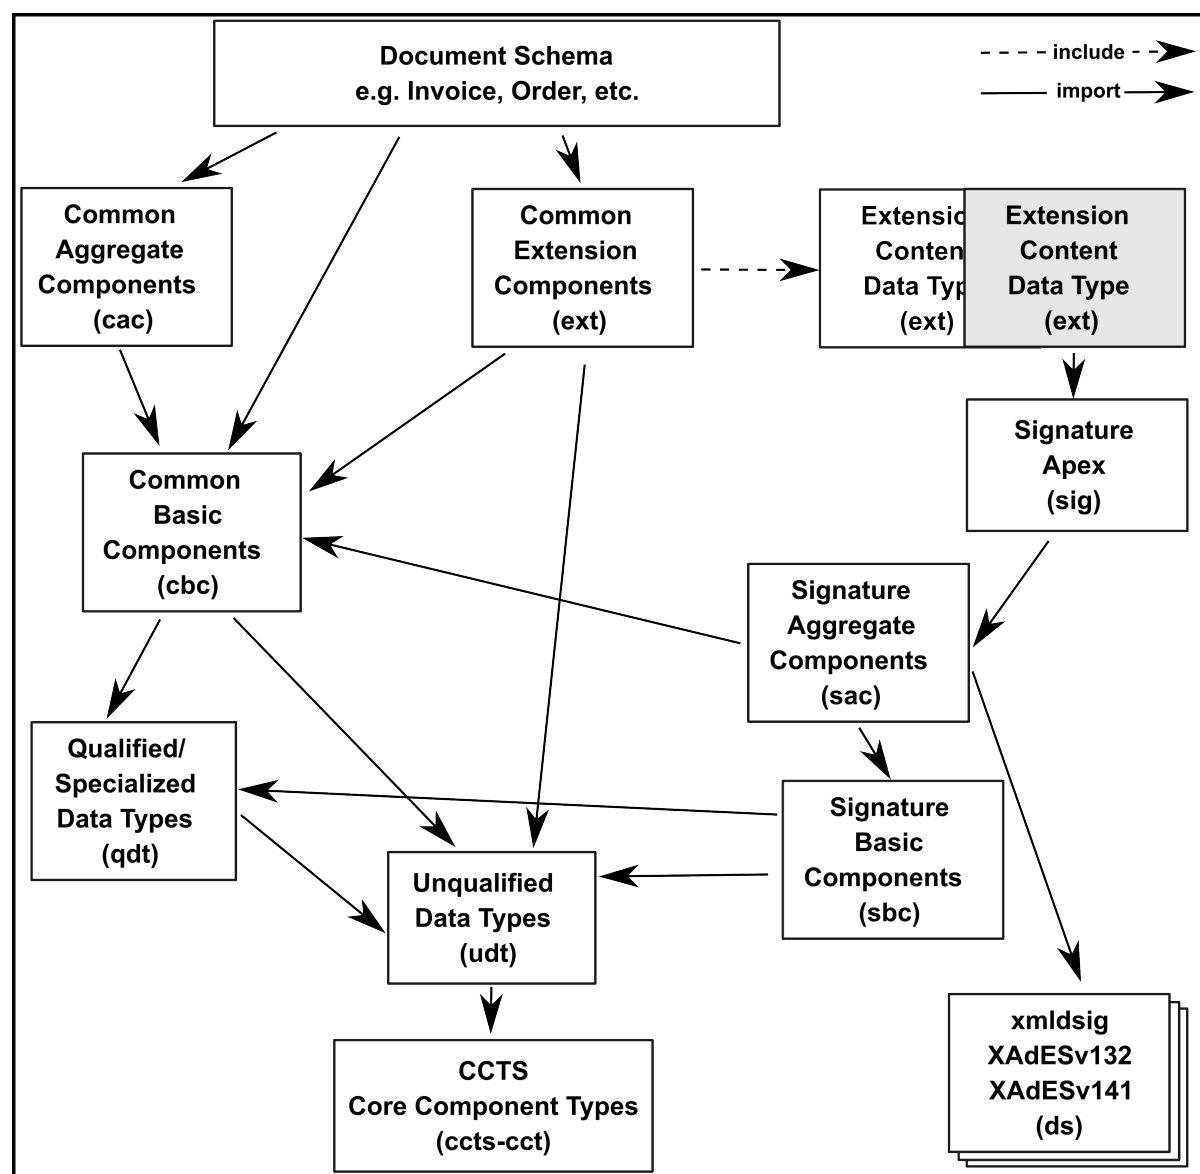 Document Schema
e.g. Invoice, Order, etc.
include
import
Common
Aggregate
Components
(cac)
Common
Extension
Components
(ext)
Extensio
Conten
Data Typ
(ext)
Extension
Content
Data Type
(ext)
Signature
Apex
(sig)
Common
Basic
Components
(cbc)
Signature
Aggregate
Components
(sac)
Qualified/
Specialized
Data Types
(qdt)
Signature
Basic
Components
(sbc)
Unqualified
Data Types
(udt)
xmldsig
XAdESv132
XAdESv141
(ds)
CCTS
Core Component Types
(ccts-cct)